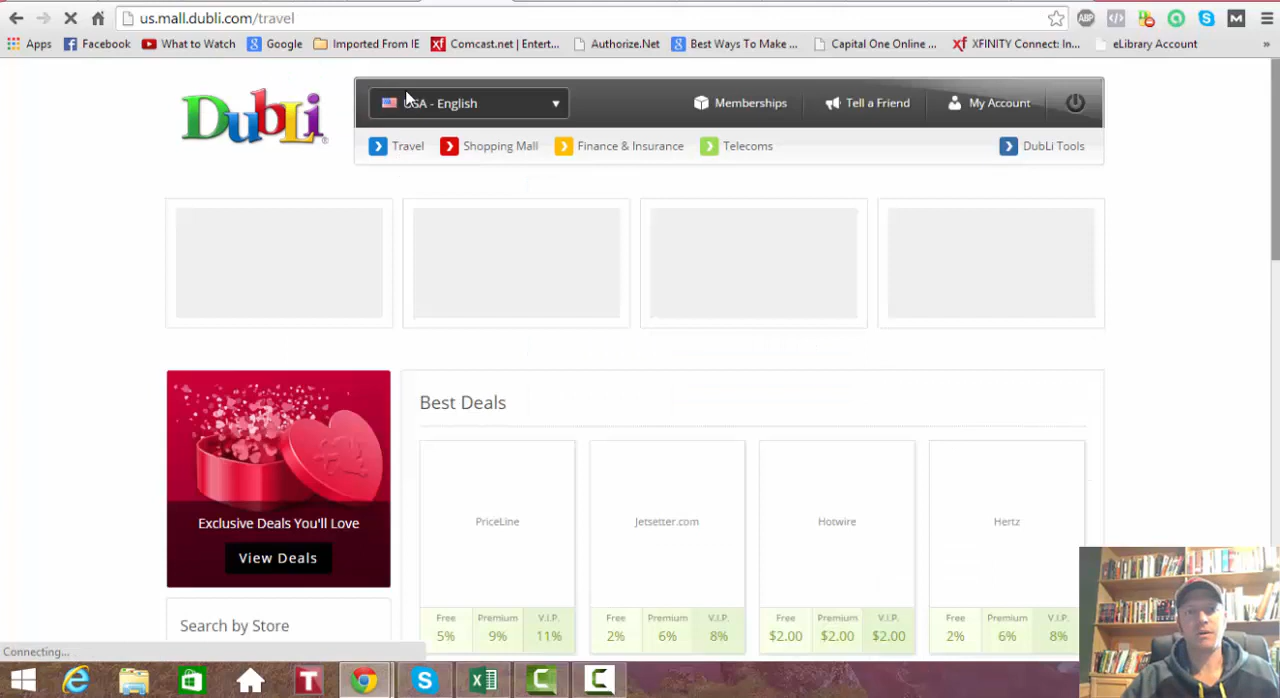 us.mall.dubli.com/travel
ABP
M
Apps Facebook What to Watch Google Imported From IE Comcast.net | Entert... Authorize.Net Best Ways To Make ... Capital One Online ... XFINITY Connect: In... eLibrary Account »
DubLi
USA - English
Memberships Tell a Friend My Account
Travel Shopping Mall Finance & Insurance Telecoms DubLi Tools
Best Deals
PriceLine Jetsetter.com Hotwire Hertz
Exclusive Deals You'll Love
View Deals
Free Premium V.I.P. Free Premium V.I.P. Free Premium V.I.P. Free Premium V.I.P.
5% 9% 11% 2% 6% 8% $2.00 $2.00 $2.00 2% 6% 8%
Search by Store
Connecting...